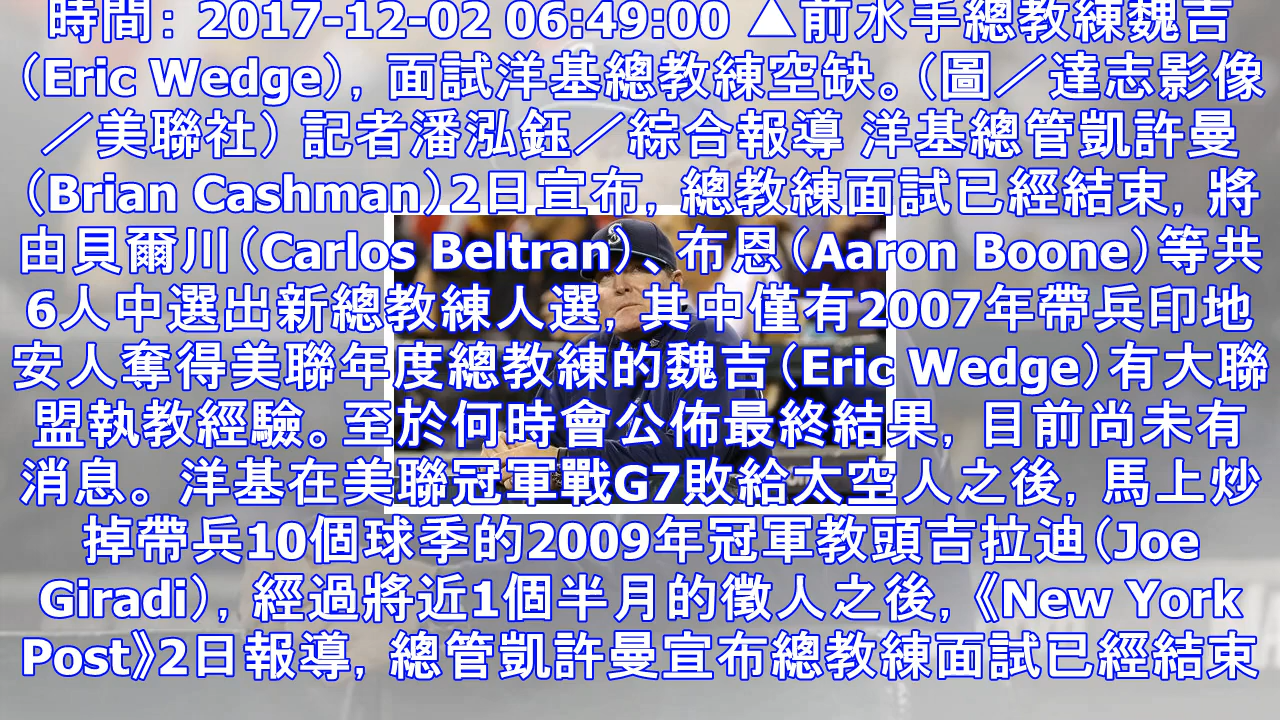 時間：2017-12-02 06:49:00 ▲前水手總教練魏吉
（Eric Wedge），面試洋基總教練空缺。（圖／達志影像
／美聯社） 記者潘泓鈺／綜合報導 洋基總管凱許曼
（Brian Cashman）2日宣布，總教練面試已經結束，將
由貝爾川（Carlos Beltran）、布恩（Aaron Boone）等共
6人中選出新總教練人選，其中僅有2007年帶兵印地
安人奪得美聯年度總教練的魏吉（Eric Wedge）有大聯
盟執教經驗。至於何時會公佈最終結果，目前尚未有
消息。 洋基在美聯冠軍戰G7敗給太空人之後，馬上炒
掉帶兵10個球季的2009年冠軍教頭吉拉迪（Joe
Giradi），經過將近1個半月的徵人之後，《New York
Post》2日報導，總管凱許曼宣布總教練面試已經結束